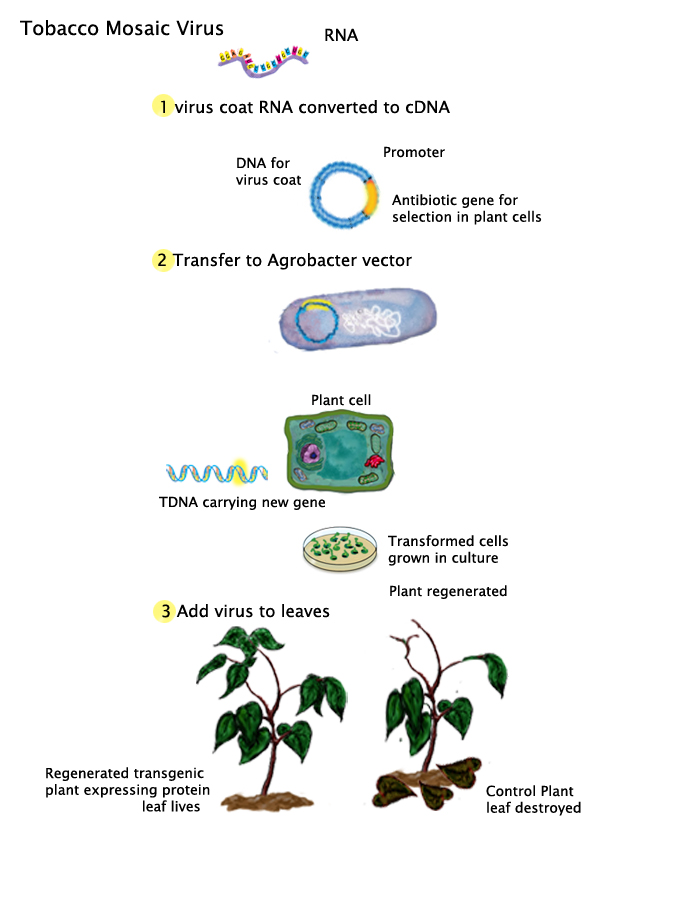 Tobacco Mosaic Virus
RNA
1 virus coat RNA converted to cDNA
DNA for
virus coat
Promoter
Antibiotic gene for
selection in plant cells
2 Transfer to Agrobacter vector
Plant cell
TDNA carrying new gene
Transformed cells
grown in culture
Plant regenerated
3 Add virus to leaves
Regenerated transgenic
plant expressing protein
leaf lives
Control Plant
leaf destroyed